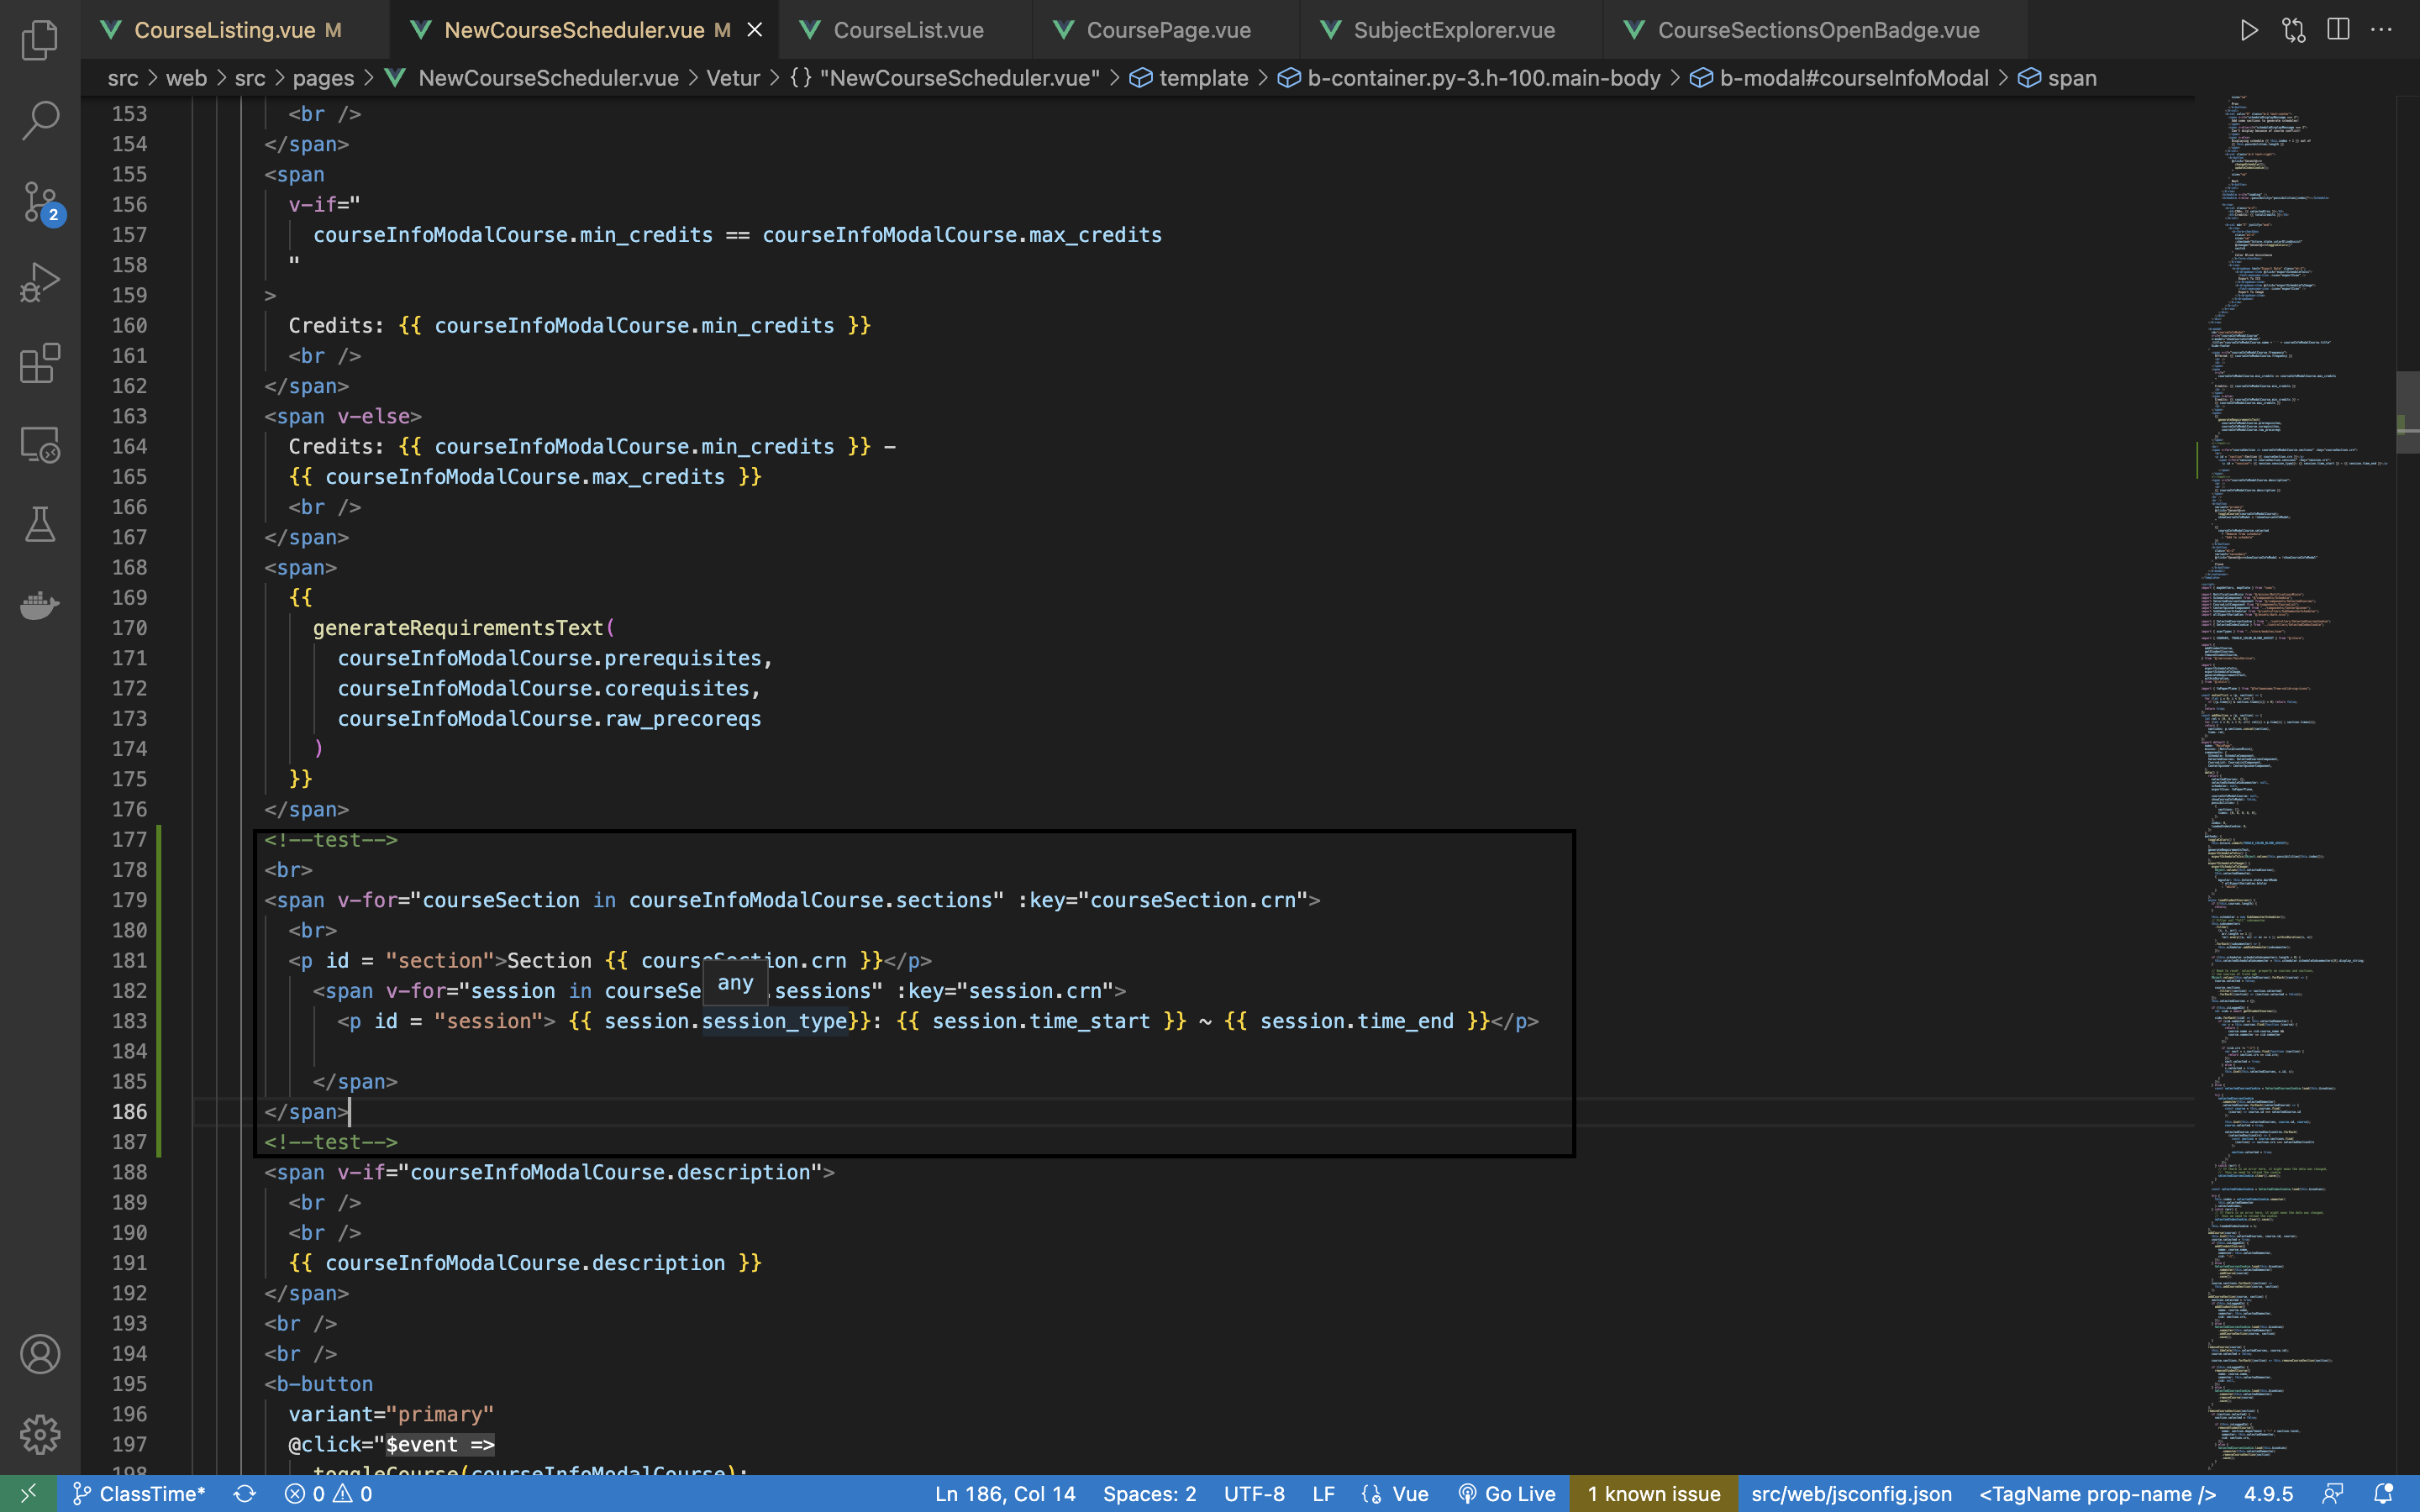 CourseListing.vue M
NewCourseScheduler.vue M
CourseList.vue
CoursePage.vue
SubjectExplorer.vue
CourseSectionsOpenBadge.vue
src > web > src > pages > NewCourseScheduler.vue > Vetur > {} "NewCourseScheduler.vue" > template > b-container.py-3.h-100.main-body > b-modal#courseInfoModal > span
153 <br />
154 </span>
155 <span
156 v-if="
157 courseInfoModalCourse.min_credits == courseInfoModalCourse.max_credits
158 "
159 >
160 Credits: {{ courseInfoModalCourse.min_credits }}
161 <br />
162 </span>
163 <span v-else>
164 Credits: {{ courseInfoModalCourse.min_credits }} -
165 {{ courseInfoModalCourse.max_credits }}
166 <br />
167 </span>
168 <span>
169 {{
170 generateRequirementsText(
171 courseInfoModalCourse.prerequisites,
172 courseInfoModalCourse.corequisites,
173 courseInfoModalCourse.raw_precoreqs
174 )
175 }}
176 </span>
177 <!--test-->
178 <br>
179 <span v-for="courseSection in courseInfoModalCourse.sections" :key="courseSection.crn">
180 <br>
181 <p id = "section">Section {{ courseSection.crn }}</p>
any
182 <span v-for="session in courseSe .sessions" :key="session.crn">
183 <p id = "session"> {{ session.session_type}}: {{ session.time_start }} ~ {{ session.time_end }}</p>
184
185 </span>
186 </span>
187 <!--test-->
188 <span v-if="courseInfoModalCourse.description">
189 <br />
190 <br />
191 {{ courseInfoModalCourse.description }}
192 </span>
193 <br />
194 <br />
195 <b-button
196 variant="primary"
197 @click="$event =>
198 toggleCourse(courseInfoModalCourse);
2
ClassTime* 0 0 Ln 186, Col 14 Spaces: 2 UTF-8 LF Vue Go Live 1 known issue src/web/jsconfig.json <TagName prop-name /> 4.9.5